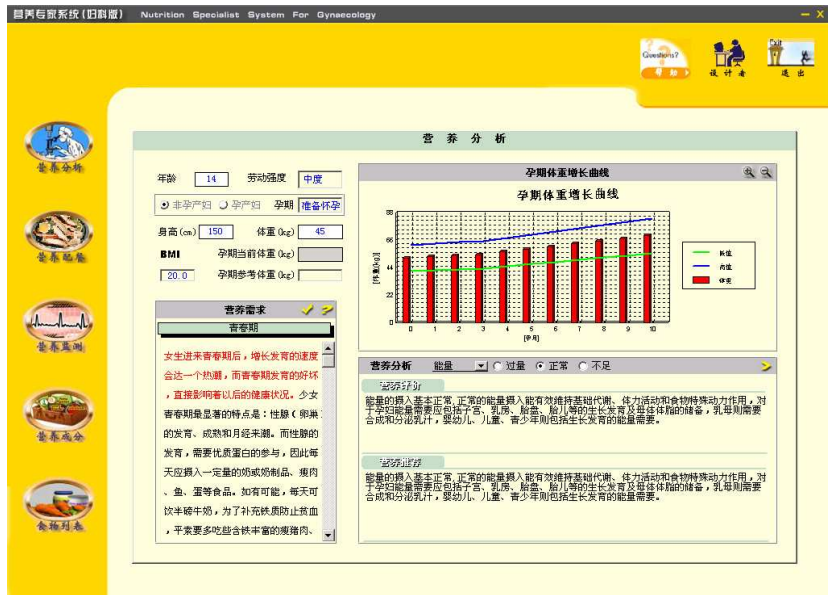 营养专家系统(妇科版) Nutrition Specialist System For Gynaecology
Questions?
帮助
设计者
Exit
退出
营养分析
营养配餐
营养监测
营养成分
食物列表
营养分析
年龄 14 劳动强度 中度
非孕产妇 孕产妇 孕期 准备怀孕
身高(cm) 150 体重(kg) 45
BMI 孕期当前体重(kg)
20.0 孕期参考体重(kg)
营养需求
青春期
女生进来青春期后,增长发育的速度
会达一个热潮,而青春期发育的好坏
,直接影响着以后的健康状况。少女
青春期最显著的特点是:性腺(卵巢
的发育、成熟和月经来潮。而性腺的
发育,需要优质蛋白的参与,因此每
天应摄入一定量的奶或奶制品、瘦肉
、鱼、蛋等食品。如有可能,每天可
饮半磅牛奶,为了补充铁质防止贫血
,平素要多吃些含铁丰富的瘦猪肉、
孕期体重增长曲线
孕期体重增长曲线
[体重(kg)]
88
66
44
22
0
0 1 2 3 4 5 6 7 8 9 10
[孕月]
低值
高值
体重
营养分析 能量 过量 正常 不足
营养评价
能量的摄入基本正常,正常的能量摄入能有效维持基础代谢、体力活动和食物特殊动力作用,对
于孕妇能量需要应包括子宫、乳房、胎盘、胎儿等的生长发育及母体体脂的储备,乳母则需要
合成和分泌乳汁,婴幼儿、儿童、青少年则包括生长发育的能量需要。
营养推荐
能量的摄入基本正常,正常的能量摄入能有效维持基础代谢、体力活动和食物特殊动力作用,对
于孕妇能量需要应包括子宫、乳房、胎盘、胎儿等的生长发育及母体体脂的储备,乳母则需要
合成和分泌乳汁,婴幼儿、儿童、青少年则包括生长发育的能量需要。